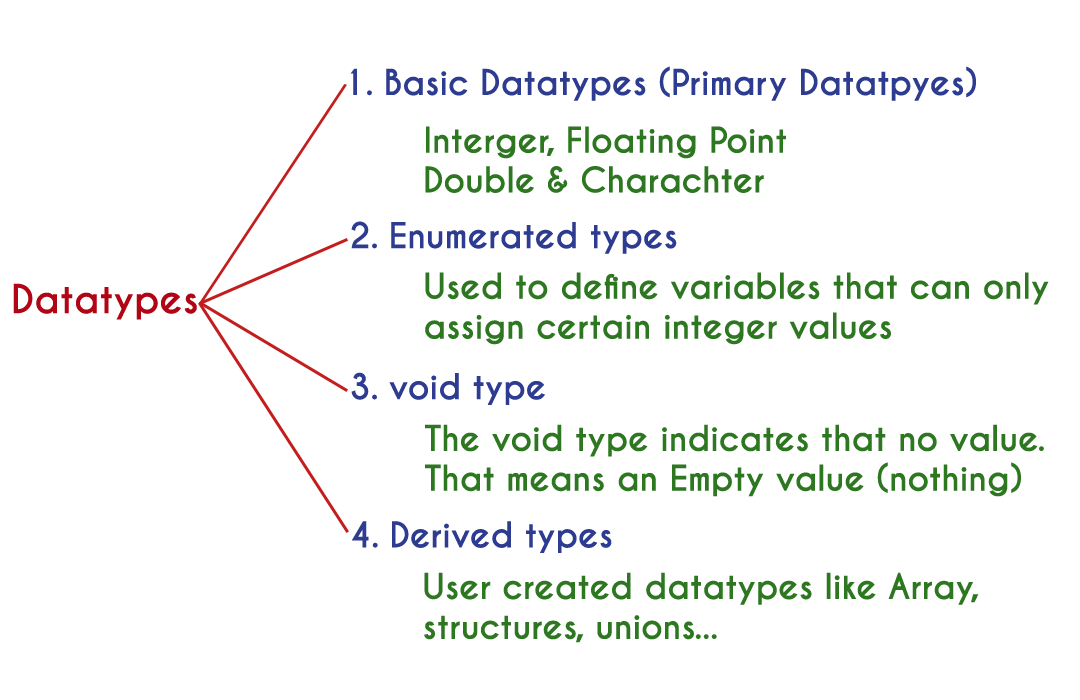 Datatypes
1. Basic Datatypes (Primary Datatpyes)
Interger, Floating Point
Double & Charachter
2. Enumerated types
Used to define variables that can only
assign certain integer values
3. void type
The void type indicates that no value.
That means an Empty value (nothing)
4. Derived types
User created datatypes like Array,
structures, unions...